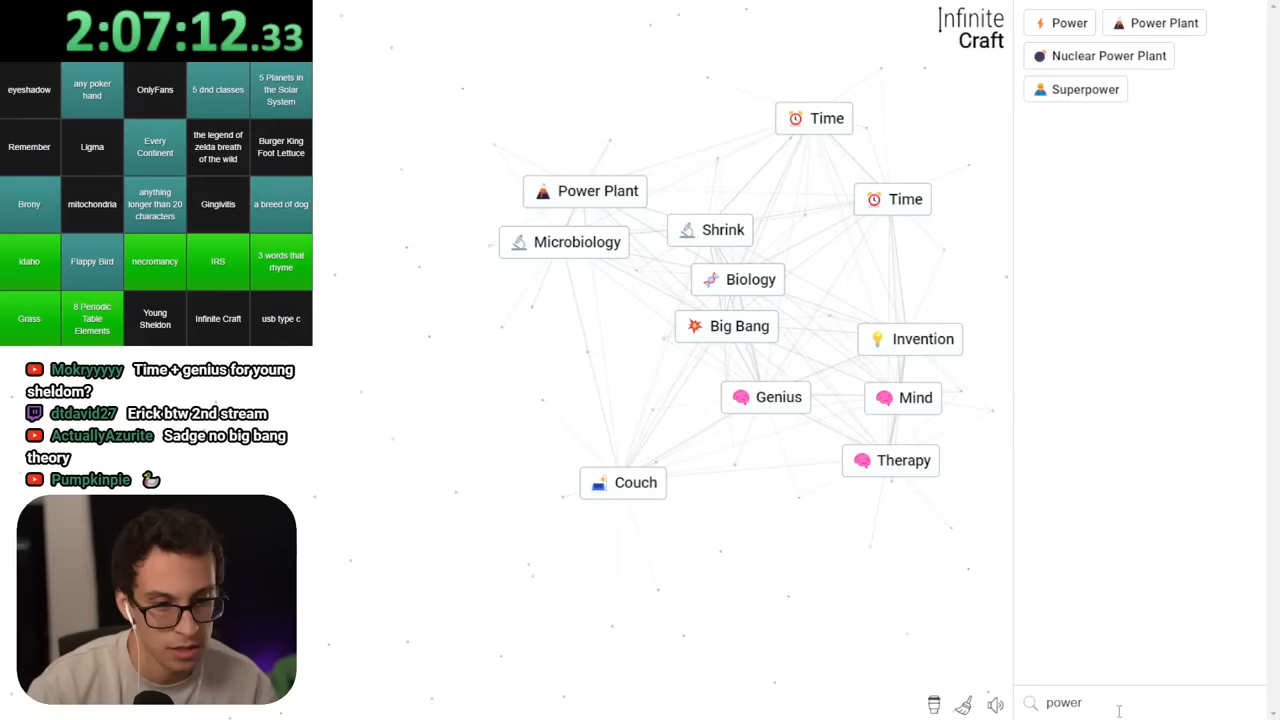 2:07:12.33
eyeshadow
any poker
hand
OnlyFans
5 dnd classes
5 Planets in
the Solar
System
Remember
Ligma
Every
Continent
the legend of
zelda breath
of the wild
Burger King
Foot Lettuce
Brony
mitochondria
anything
longer than 20
characters
Gingivitis
a breed of dog
idaho
Flappy Bird
necromancy
IRS
3 words that
rhyme
Grass
8 Periodic
Table
Elements
Young
Sheldon
Infinite Craft
usb type c
Mokryyyyy Time + genius for young
sheldom?
dtdavid27 Erick btw 2nd stream
ActuallyAzurite Sadge no big bang
theory
Pumpkinpie
Infinite
Craft
Time
Power Plant
Time
Shrink
Microbiology
Biology
Big Bang
Invention
Genius
Mind
Therapy
Couch
Power
Power Plant
Nuclear Power Plant
Superpower
power